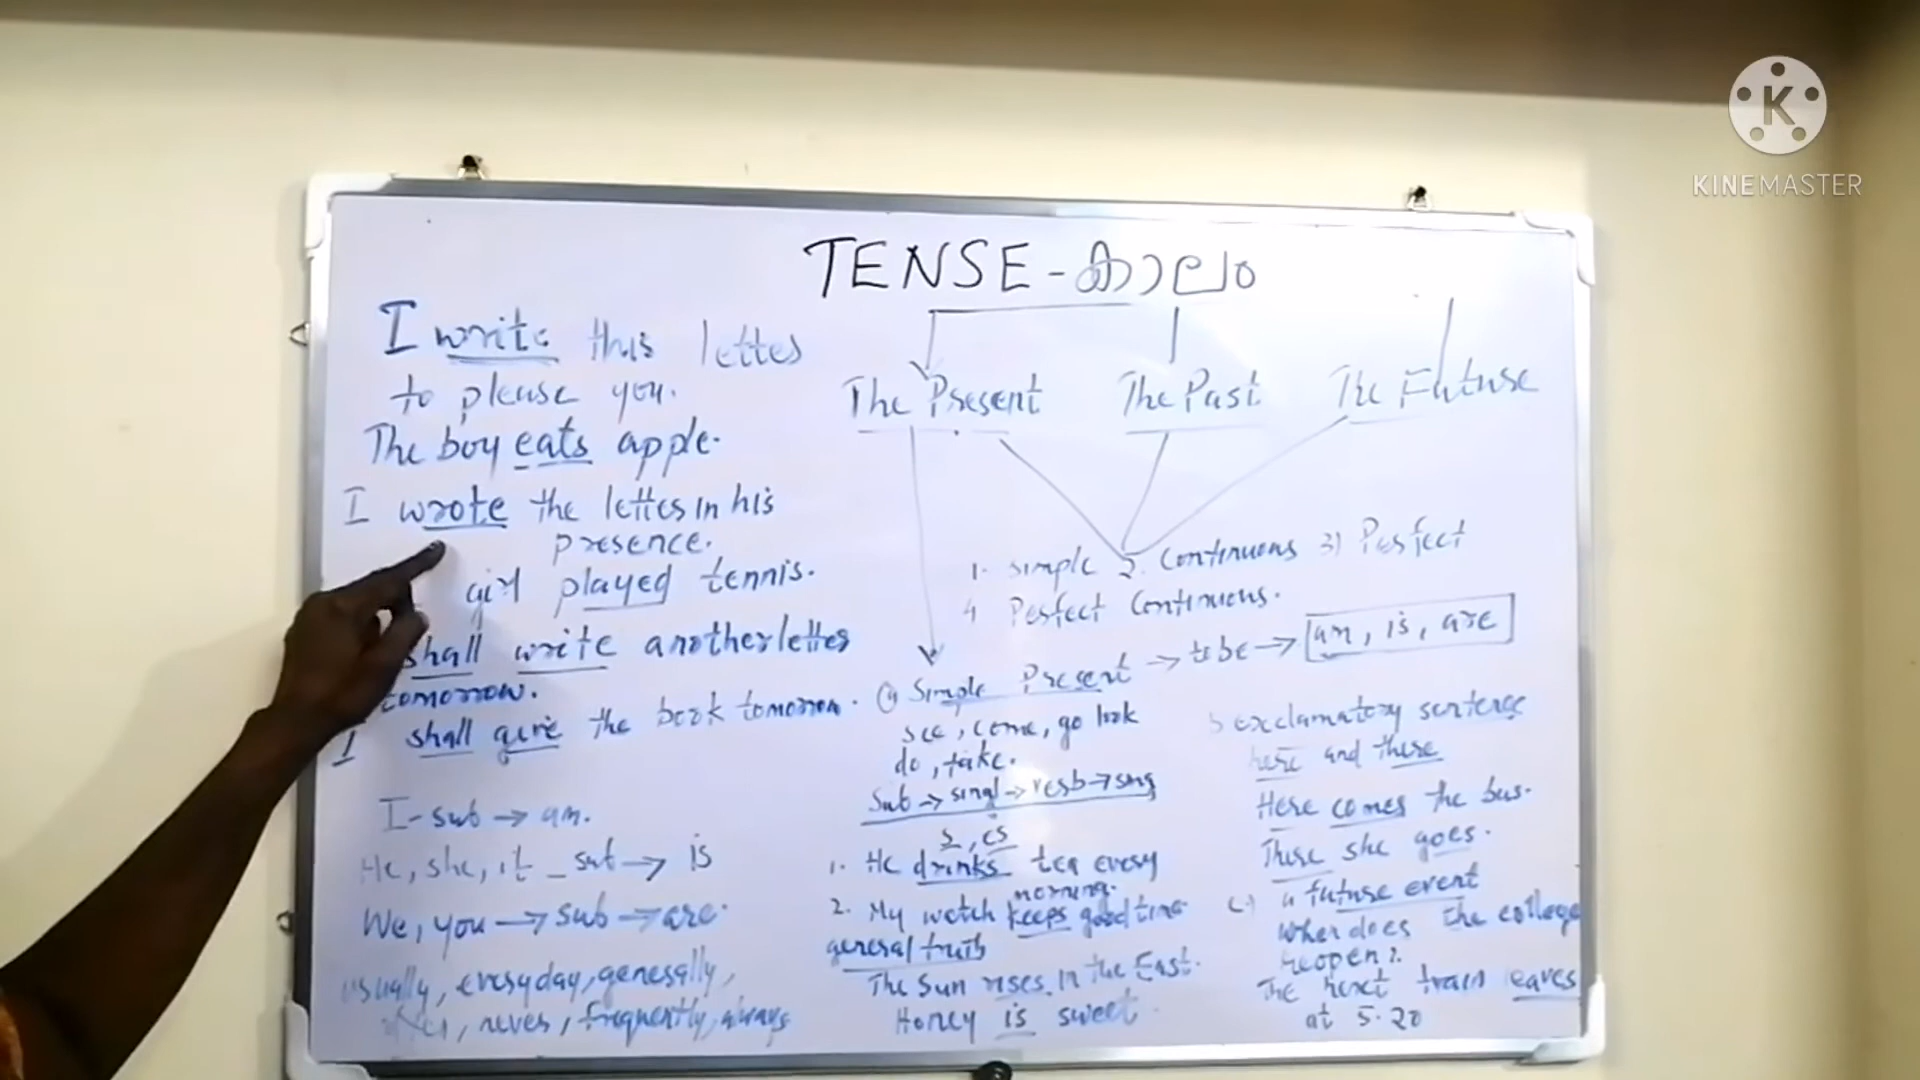 KINEMASTER
TENSE - കാലം
I write this letter
to please you.
The boy eats apple.
I wrote the letter in his
presence.
girl played tennis.
shall write another letter
tomorrow.
I shall give the book tomorrow.
I - sub → am.
He, she, it - sub → is
We, you → sub → are.
usually, everyday, generally,
never, frequently, always
The Present The Past The Future
1. Simple 2. Continuous 3) Perfect
4 Perfect Continuous.
Simple Present → to be → am, is, are
see, come, go look
do, take.
Sub → singl → verb → sing
s, es
1. He drinks tea every
morning.
2. My watch keeps good time
general truth
The Sun rises in the East.
Honey is sweet.
exclamatory sentence
here and there
Here comes the bus.
There she goes.
a future event
When does the college
reopen?
The next train leaves
at 5.20